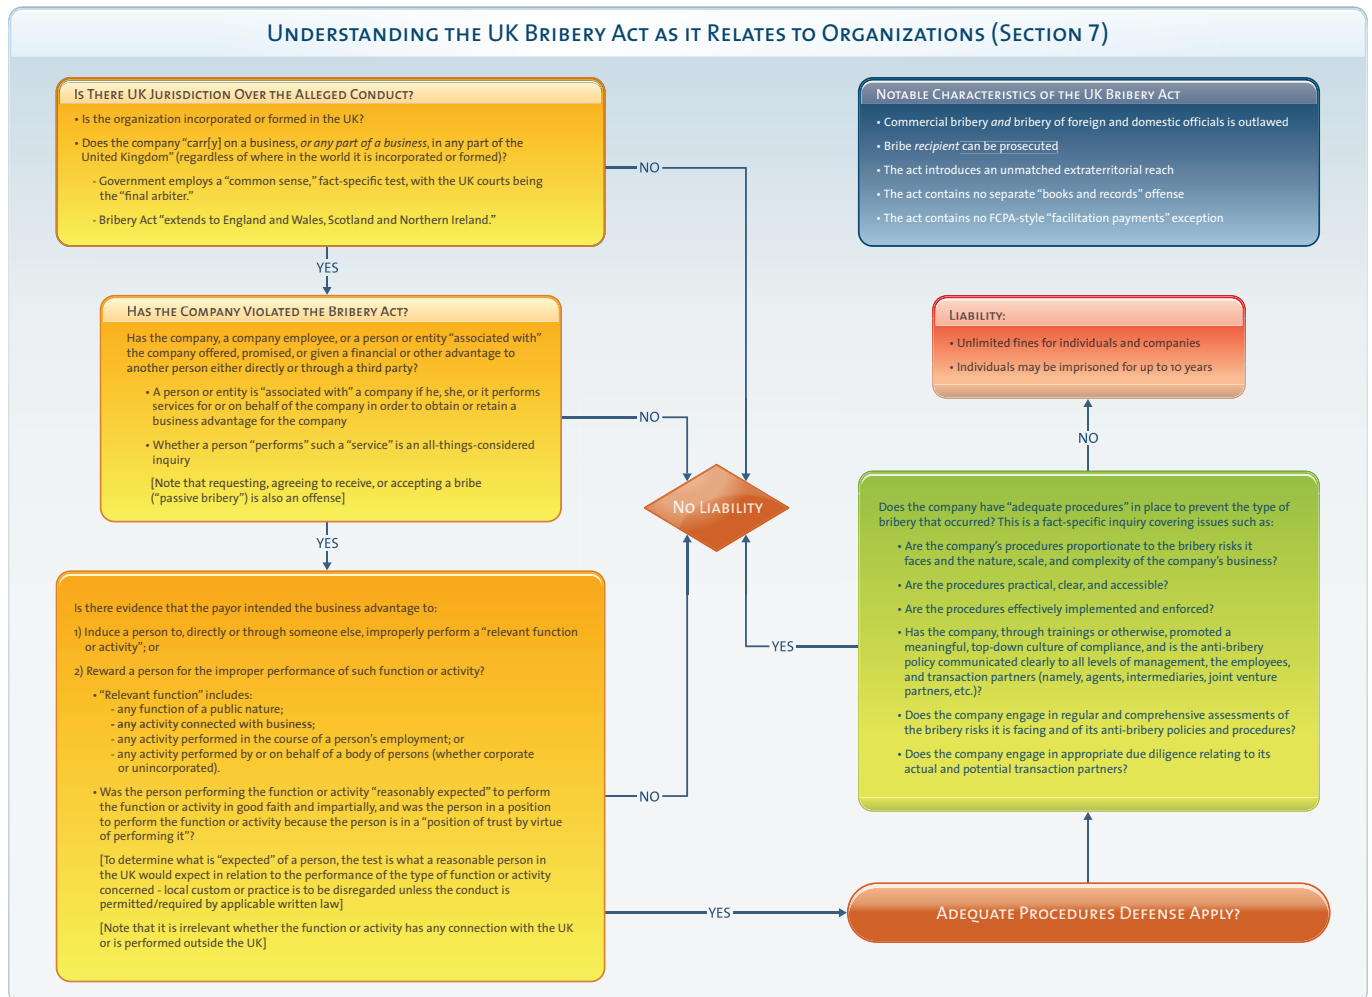 Understanding the UK Bribery Act as it Relates to Organizations (Section 7)
Is There UK Jurisdiction Over the Alleged Conduct?
• Is the organization incorporated or formed in the UK?
• Does the company “carr[y] on a business, or any part of a business, in any part of the
United Kingdom” (regardless of where in the world it is incorporated or formed)?
- Government employs a “common sense,” fact-specific test, with the UK courts being
the “final arbiter.”
- Bribery Act “extends to England and Wales, Scotland and Northern Ireland.”
NO
YES
Notable Characteristics of the UK Bribery Act
• Commercial bribery and bribery of foreign and domestic officials is outlawed
• Bribe recipient can be prosecuted
• The act introduces an unmatched extraterritorial reach
• The act contains no separate “books and records” offense
• The act contains no FCPA-style “facilitation payments” exception
Has the Company Violated the Bribery Act?
Has the company, a company employee, or a person or entity “associated with”
the company offered, promised, or given a financial or other advantage to
another person either directly or through a third party?
• A person or entity is “associated with” a company if he, she, or it performs
services for or on behalf of the company in order to obtain or retain a
business advantage for the company
• Whether a person “performs” such a “service” is an all-things-considered
inquiry
[Note that requesting, agreeing to receive, or accepting a bribe
(“passive bribery”) is also an offense]
NO
YES
No Liability
Liability:
• Unlimited fines for individuals and companies
• Individuals may be imprisoned for up to 10 years
NO
Is there evidence that the payor intended the business advantage to:
1) Induce a person to, directly or through someone else, improperly perform a “relevant function
or activity”; or
2) Reward a person for the improper performance of such function or activity?
• “Relevant function” includes:
- any function of a public nature;
- any activity connected with business;
- any activity performed in the course of a person’s employment; or
- any activity performed by or on behalf of a body of persons (whether corporate
or unincorporated).
• Was the person performing the function or activity “reasonably expected” to perform
the function or activity in good faith and impartially, and was the person in a position
to perform the function or activity because the person is in a “position of trust by virtue
of performing it”?
[To determine what is “expected” of a person, the test is what a reasonable person in
the UK would expect in relation to the performance of the type of function or activity
concerned - local custom or practice is to be disregarded unless the conduct is
permitted/required by applicable written law]
[Note that it is irrelevant whether the function or activity has any connection with the UK
or is performed outside the UK]
NO
YES
Adequate Procedures Defense Apply?
Does the company have “adequate procedures” in place to prevent the type of
bribery that occurred? This is a fact-specific inquiry covering issues such as:
• Are the company’s procedures proportionate to the bribery risks it
faces and the nature, scale, and complexity of the company’s business?
• Are the procedures practical, clear, and accessible?
• Are the procedures effectively implemented and enforced?
• Has the company, through trainings or otherwise, promoted a
meaningful, top-down culture of compliance, and is the anti-bribery
policy communicated clearly to all levels of management, the employees,
and transaction partners (namely, agents, intermediaries, joint venture
partners, etc.)?
• Does the company engage in regular and comprehensive assessments of
the bribery risks it is facing and of its anti-bribery policies and procedures?
• Does the company engage in appropriate due diligence relating to its
actual and potential transaction partners?
YES